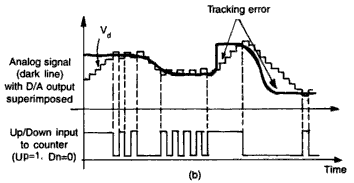 Tracking error
Vd
Analog signal
(dark line) with
D/A output
superimposed
Up/Down input
to counter
(Up=1, Dn=0)
Time
(b)